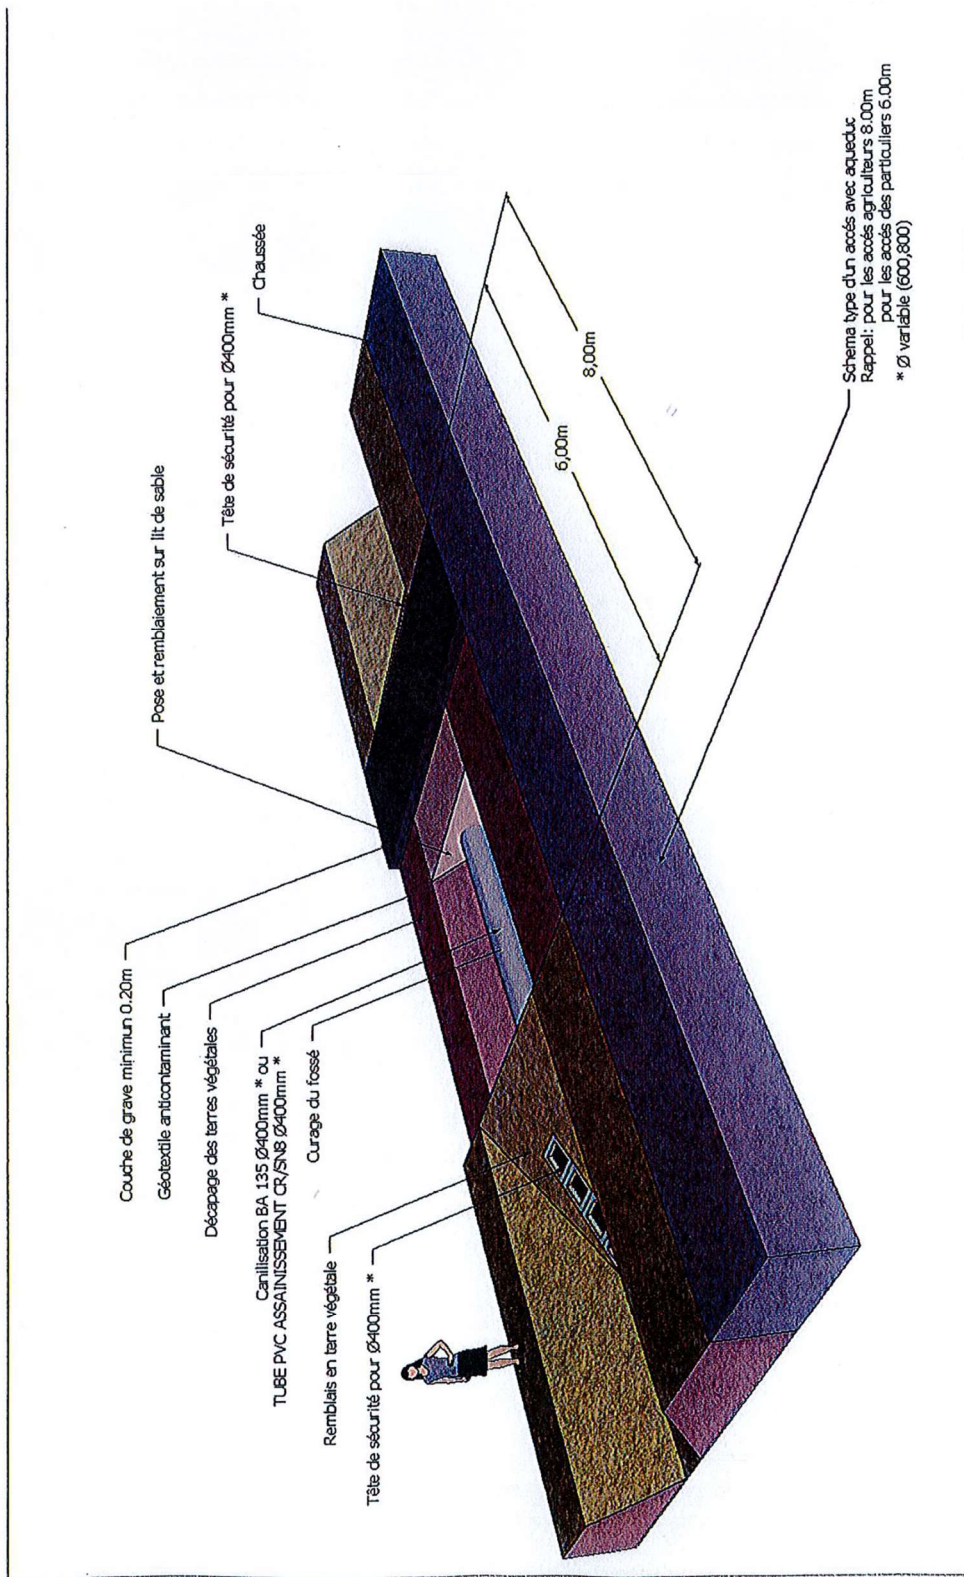 Couche de grave minimun 0.20m
Géotextile anticontaminant
Décapage des terres végétales
Canilisation BA 135 Ø400mm * ou
TUBE PVC ASSAINISSEMENT CR/SN8 Ø400mm *
Curage du fossé
Remblais en terre végétale
Tête de sécurité pour Ø400mm *
Pose et remblaiement sur lit de sable
Tête de sécurité pour Ø400mm *
Chaussée
6,00m
8,00m
Schema type d'un accés avec aqueduc
Rappel: pour les accés agriculteurs 8.00m
pour les accés des particuliers 6.00m
* Ø variable (600,800)